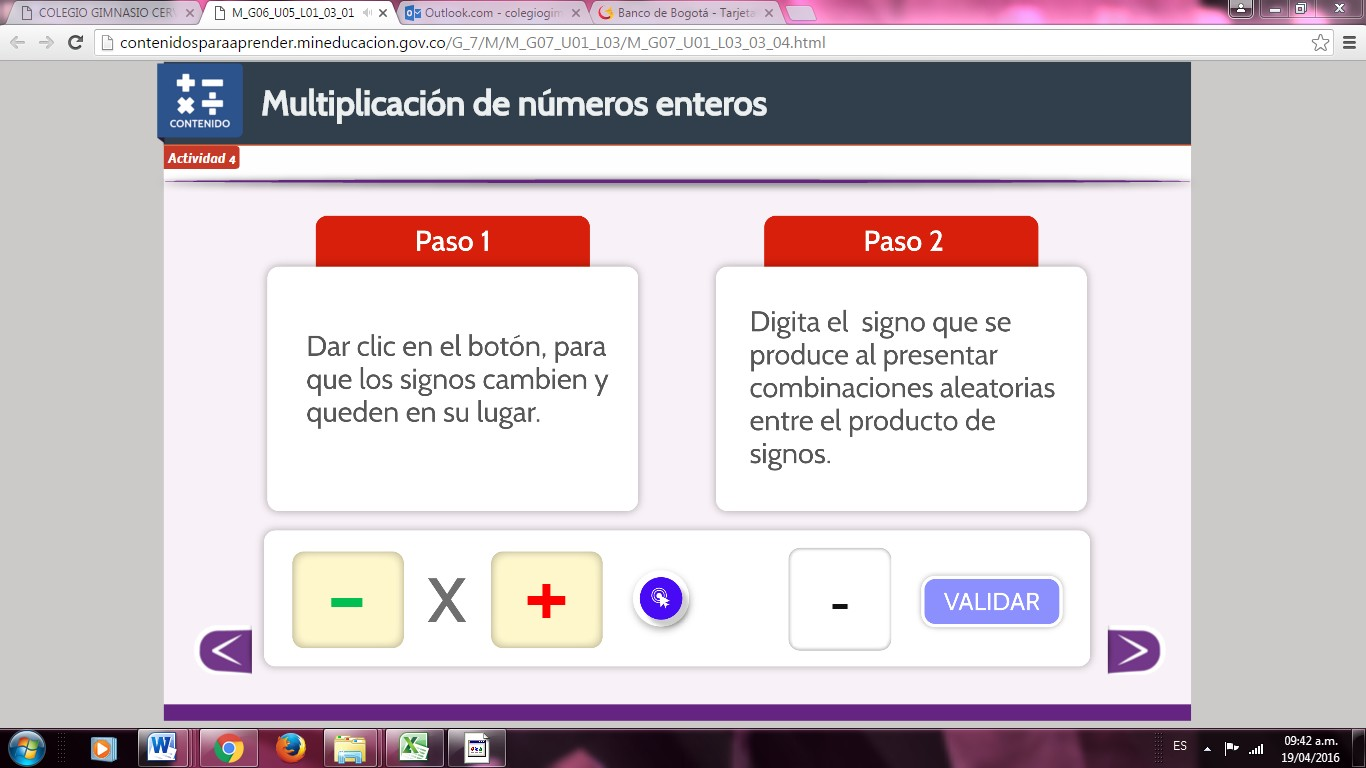 COLEGIO GIMNASIO CER
M_G06_U05_L01_03_01
Outlook.com - colegiogim
Banco de Bogotá - Tarjeta
contenidosparaaprender.mineducacion.gov.co/G_7/M/M_G07_U01_L03/M_G07_U01_L03_03_04.html
CONTENIDO
Multiplicación de números enteros
Actividad 4
Paso 1
Dar clic en el botón, para
que los signos cambien y
queden en su lugar.
Paso 2
Digita el signo que se
produce al presentar
combinaciones aleatorias
entre el producto de
signos.
- X + - VALIDAR
< >
ES
09:42 a.m.
19/04/2016